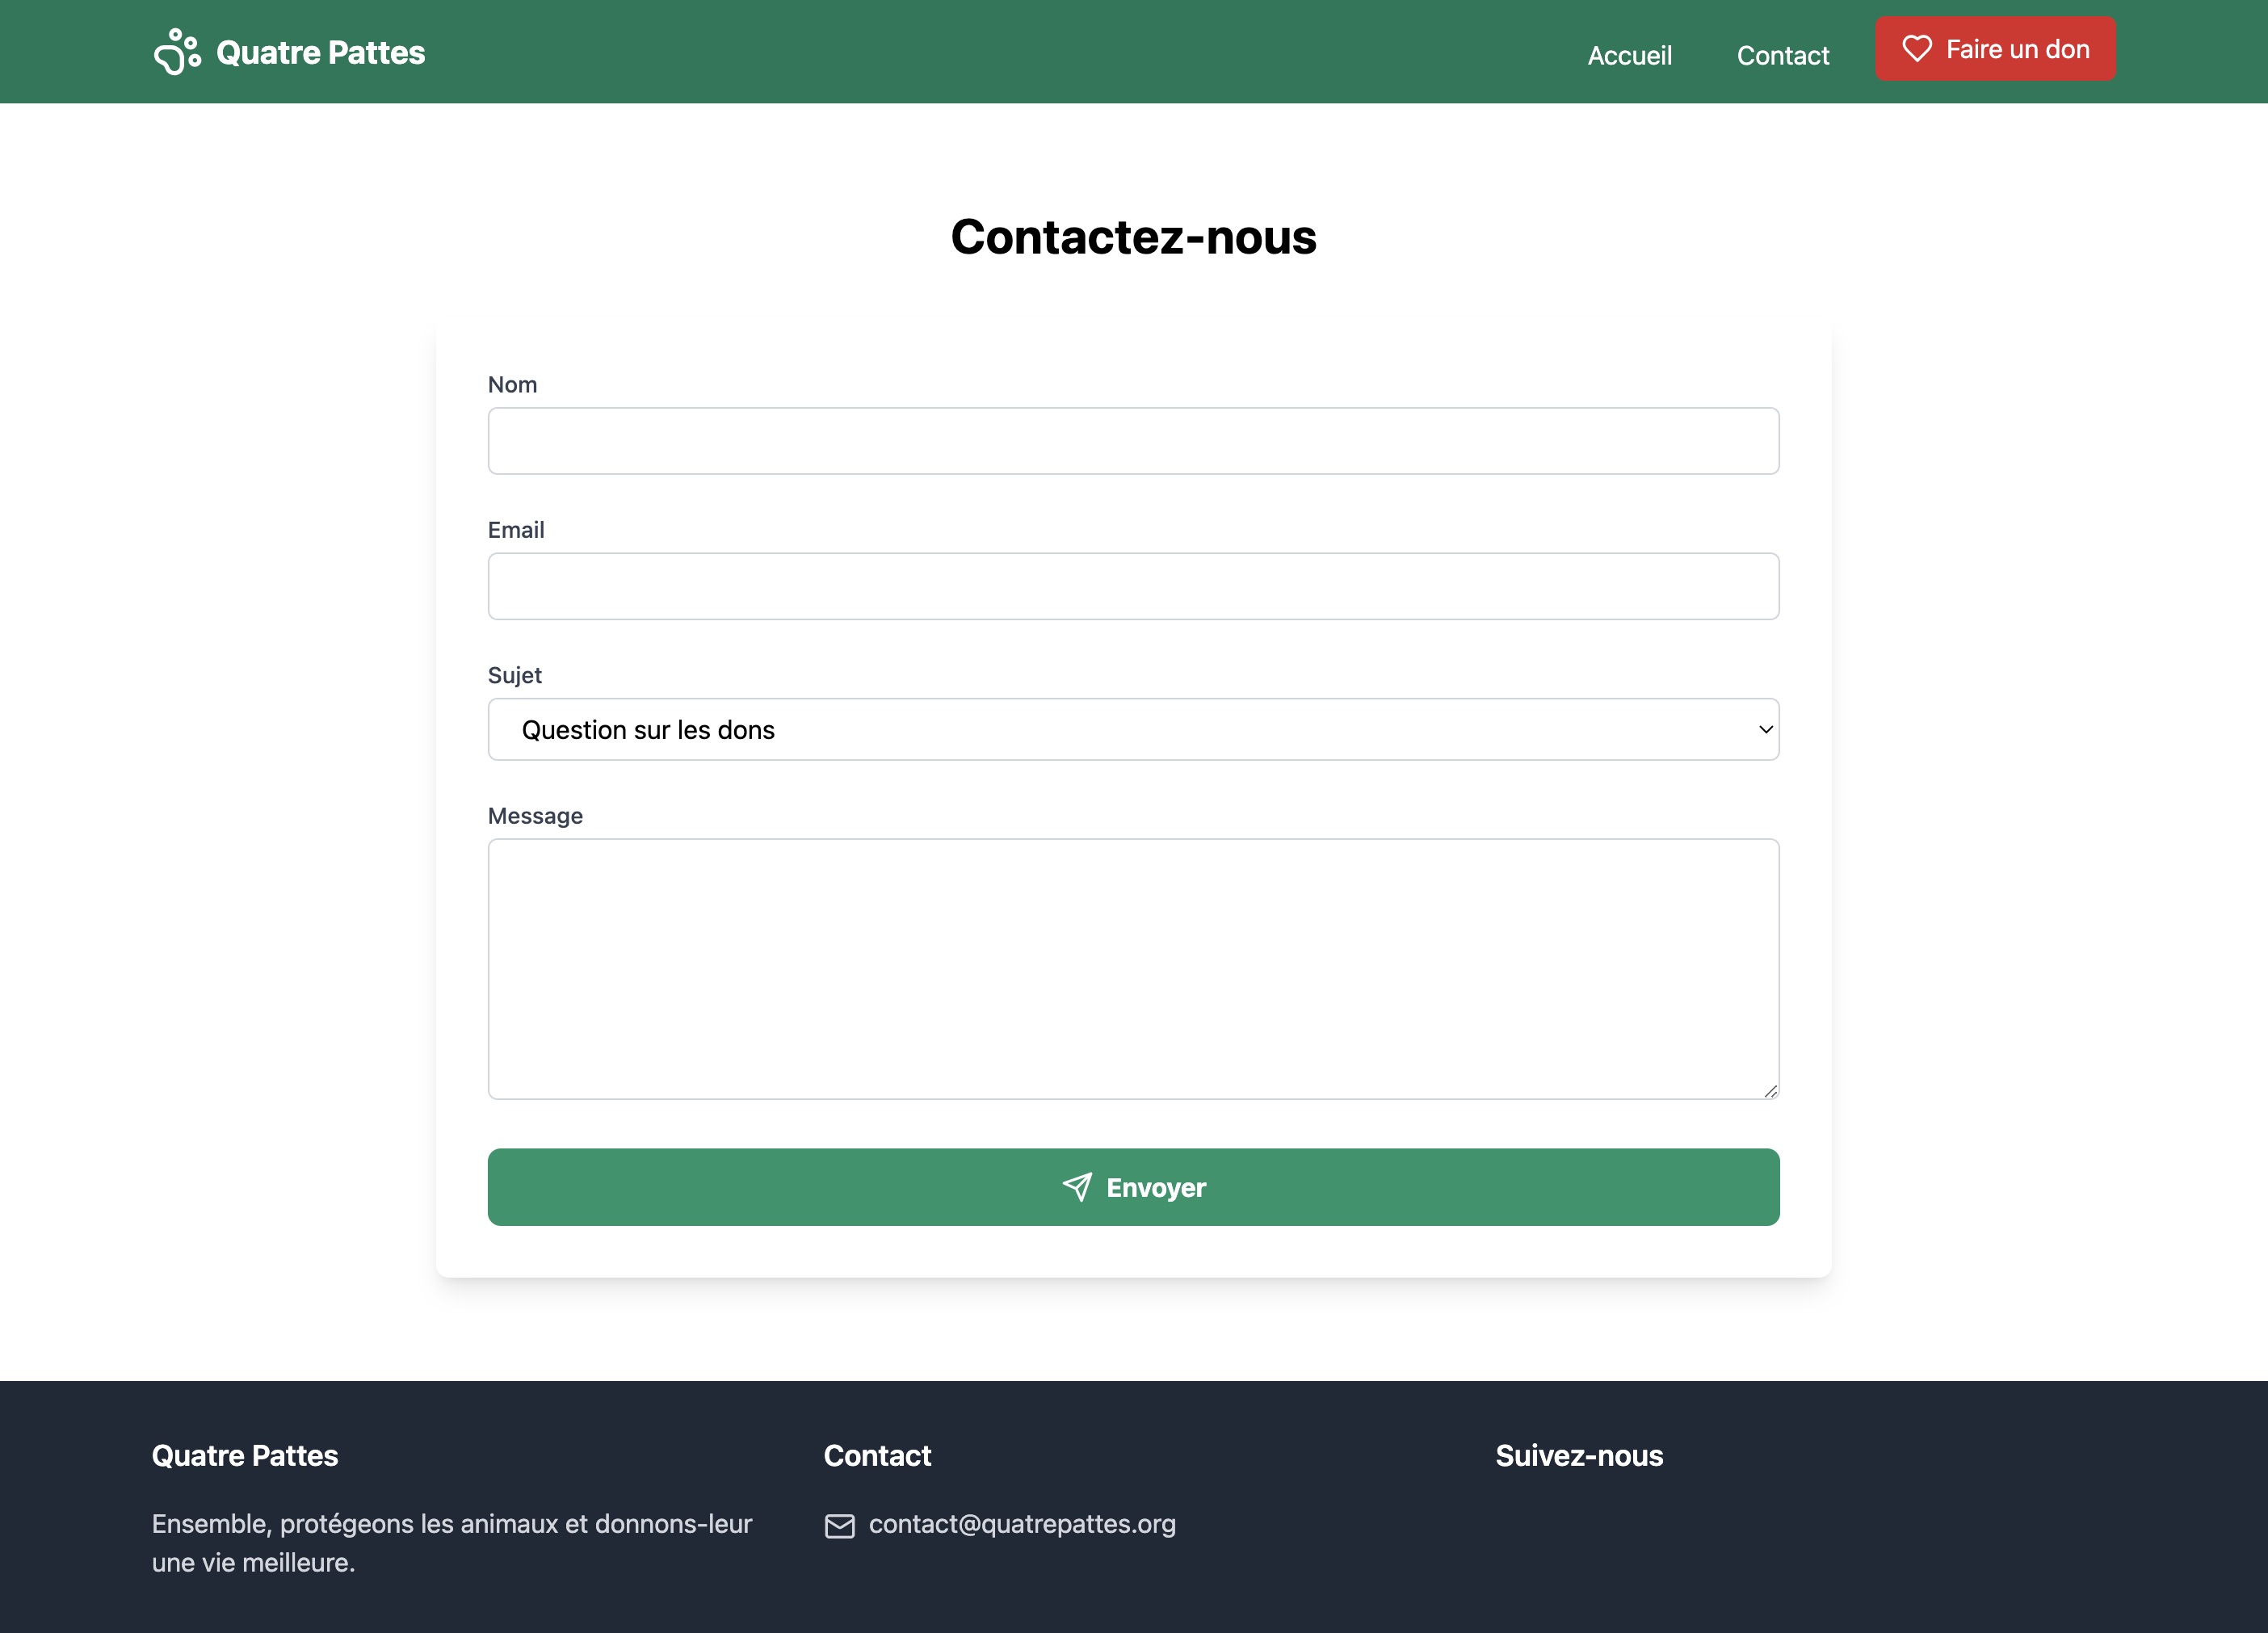 Quatre Pattes
Accueil
Contact
Faire un don
Contactez-nous
Nom
Email
Sujet
Question sur les dons
Message
Envoyer
Quatre Pattes
Ensemble, protégeons les animaux et donnons-leur
une vie meilleure.
Contact
contact@quatrepattes.org
Suivez-nous